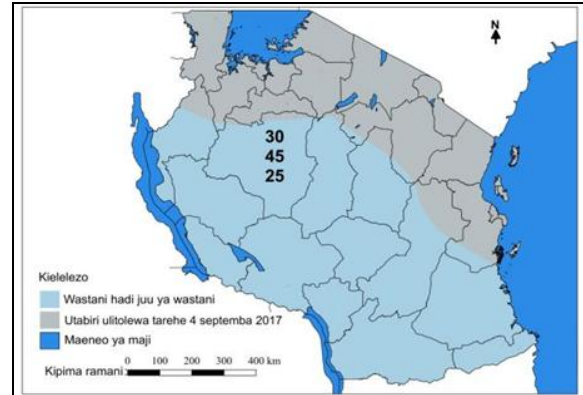 N
30
45
25
Kielelezo
Wastani hadi juu ya wastani
Utabiri ulitolewa tarehe 4 septemba 2017
Maeneo ya maji
0 100 200 300 400 km
Kipima ramani: